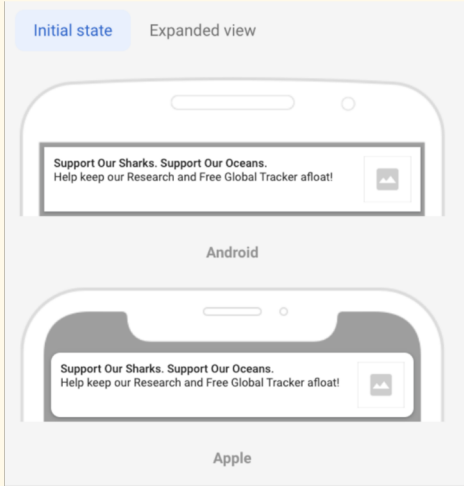 Initial state Expanded view
Support Our Sharks. Support Our Oceans.
Help keep our Research and Free Global Tracker afloat!
Android
Support Our Sharks. Support Our Oceans.
Help keep our Research and Free Global Tracker afloat!
Apple